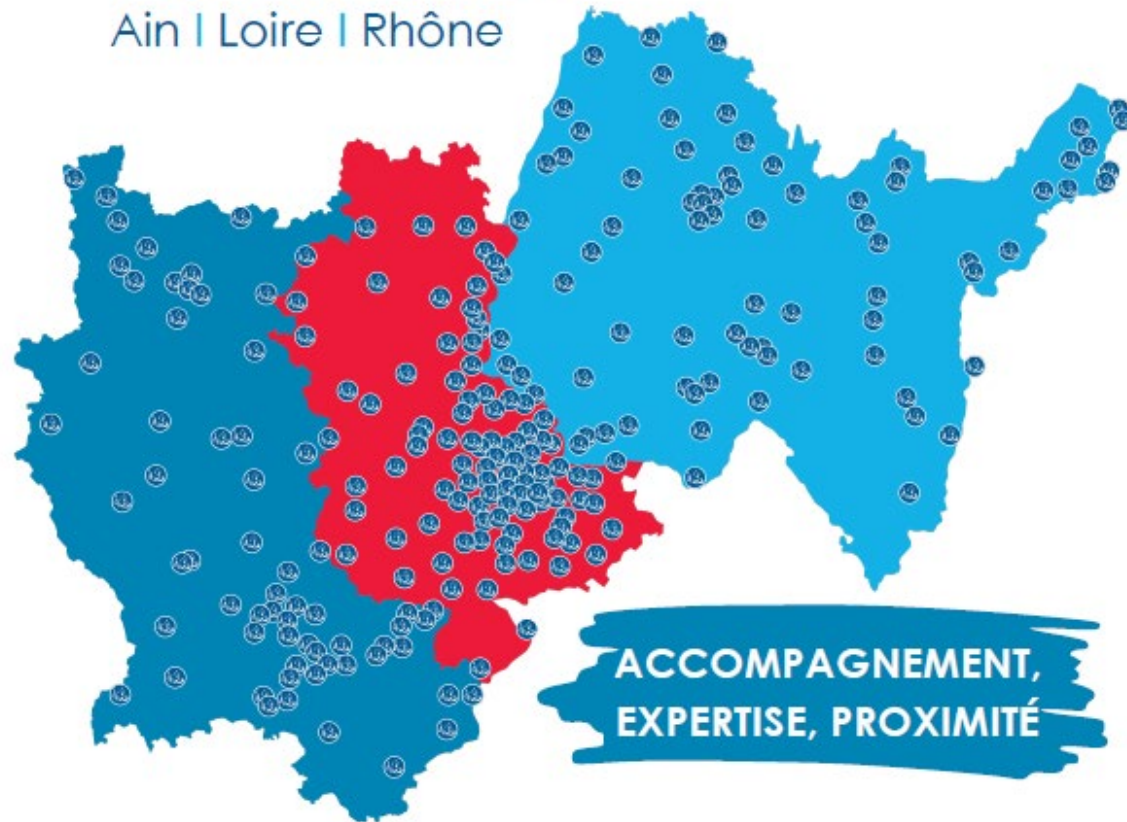 Ain | Loire | Rhône
ACCOMPAGNEMENT,
EXPERTISE, PROXIMITÉ